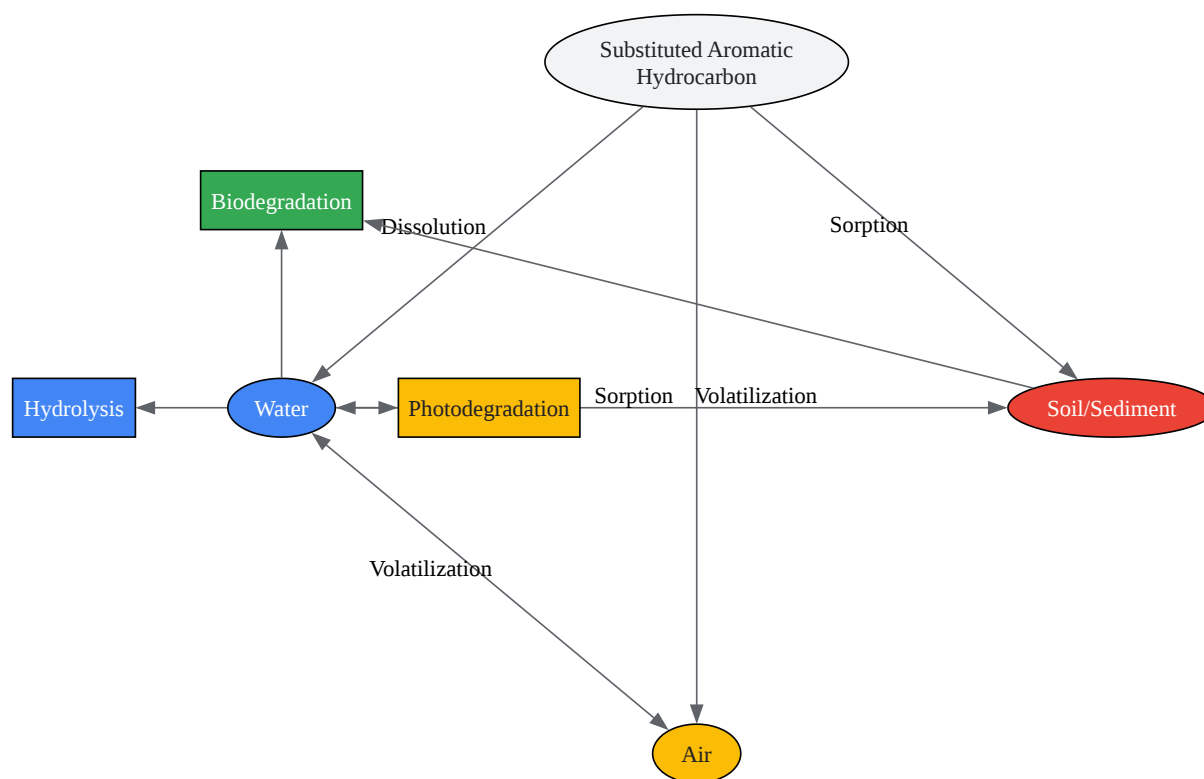 Substituted Aromatic
Hydrocarbon
Biodegradation
Dissolution
Sorption
Hydrolysis
Water
Photodegradation
Sorption
Volatilization
Soil/Sediment
Volatilization
Air